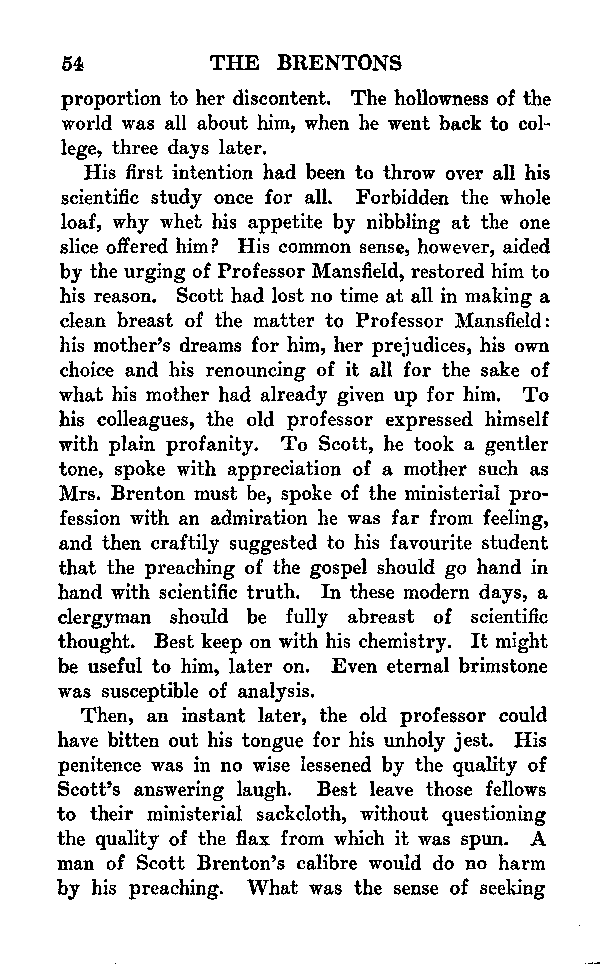 54 THE BRENTONS
proportion to her discontent. The hollowness of the
world was all about him, when he went back to col-
lege, three days later.
His first intention had been to throw over all his
scientific study once for all. Forbidden the whole
loaf, why whet his appetite by nibbling at the one
slice offered him? His common sense, however, aided
by the urging of Professor Mansfield, restored him to
his reason. Scott had lost no time at all in making a
clean breast of the matter to Professor Mansfield:
his mother's dreams for him, her prejudices, his own
choice and his renouncing of it all for the sake of
what his mother had already given up for him. To
his colleagues, the old professor expressed himself
with plain profanity. To Scott, he took a gentler
tone, spoke with appreciation of a mother such as
Mrs. Brenton must be, spoke of the ministerial pro-
fession with an admiration he was far from feeling,
and then craftily suggested to his favourite student
that the preaching of the gospel should go hand in
hand with scientific truth. In these modern days, a
clergyman should be fully abreast of scientific
thought. Best keep on with his chemistry. It might
be useful to him, later on. Even eternal brimstone
was susceptible of analysis.
Then, an instant later, the old professor could
have bitten out his tongue for his unholy jest. His
penitence was in no wise lessened by the quality of
Scott's answering laugh. Best leave those fellows
to their ministerial sackcloth, without questioning
the quality of the flax from which it was spun. A
man of Scott Brenton's calibre would do no harm
by his preaching. What was the sense of seeking